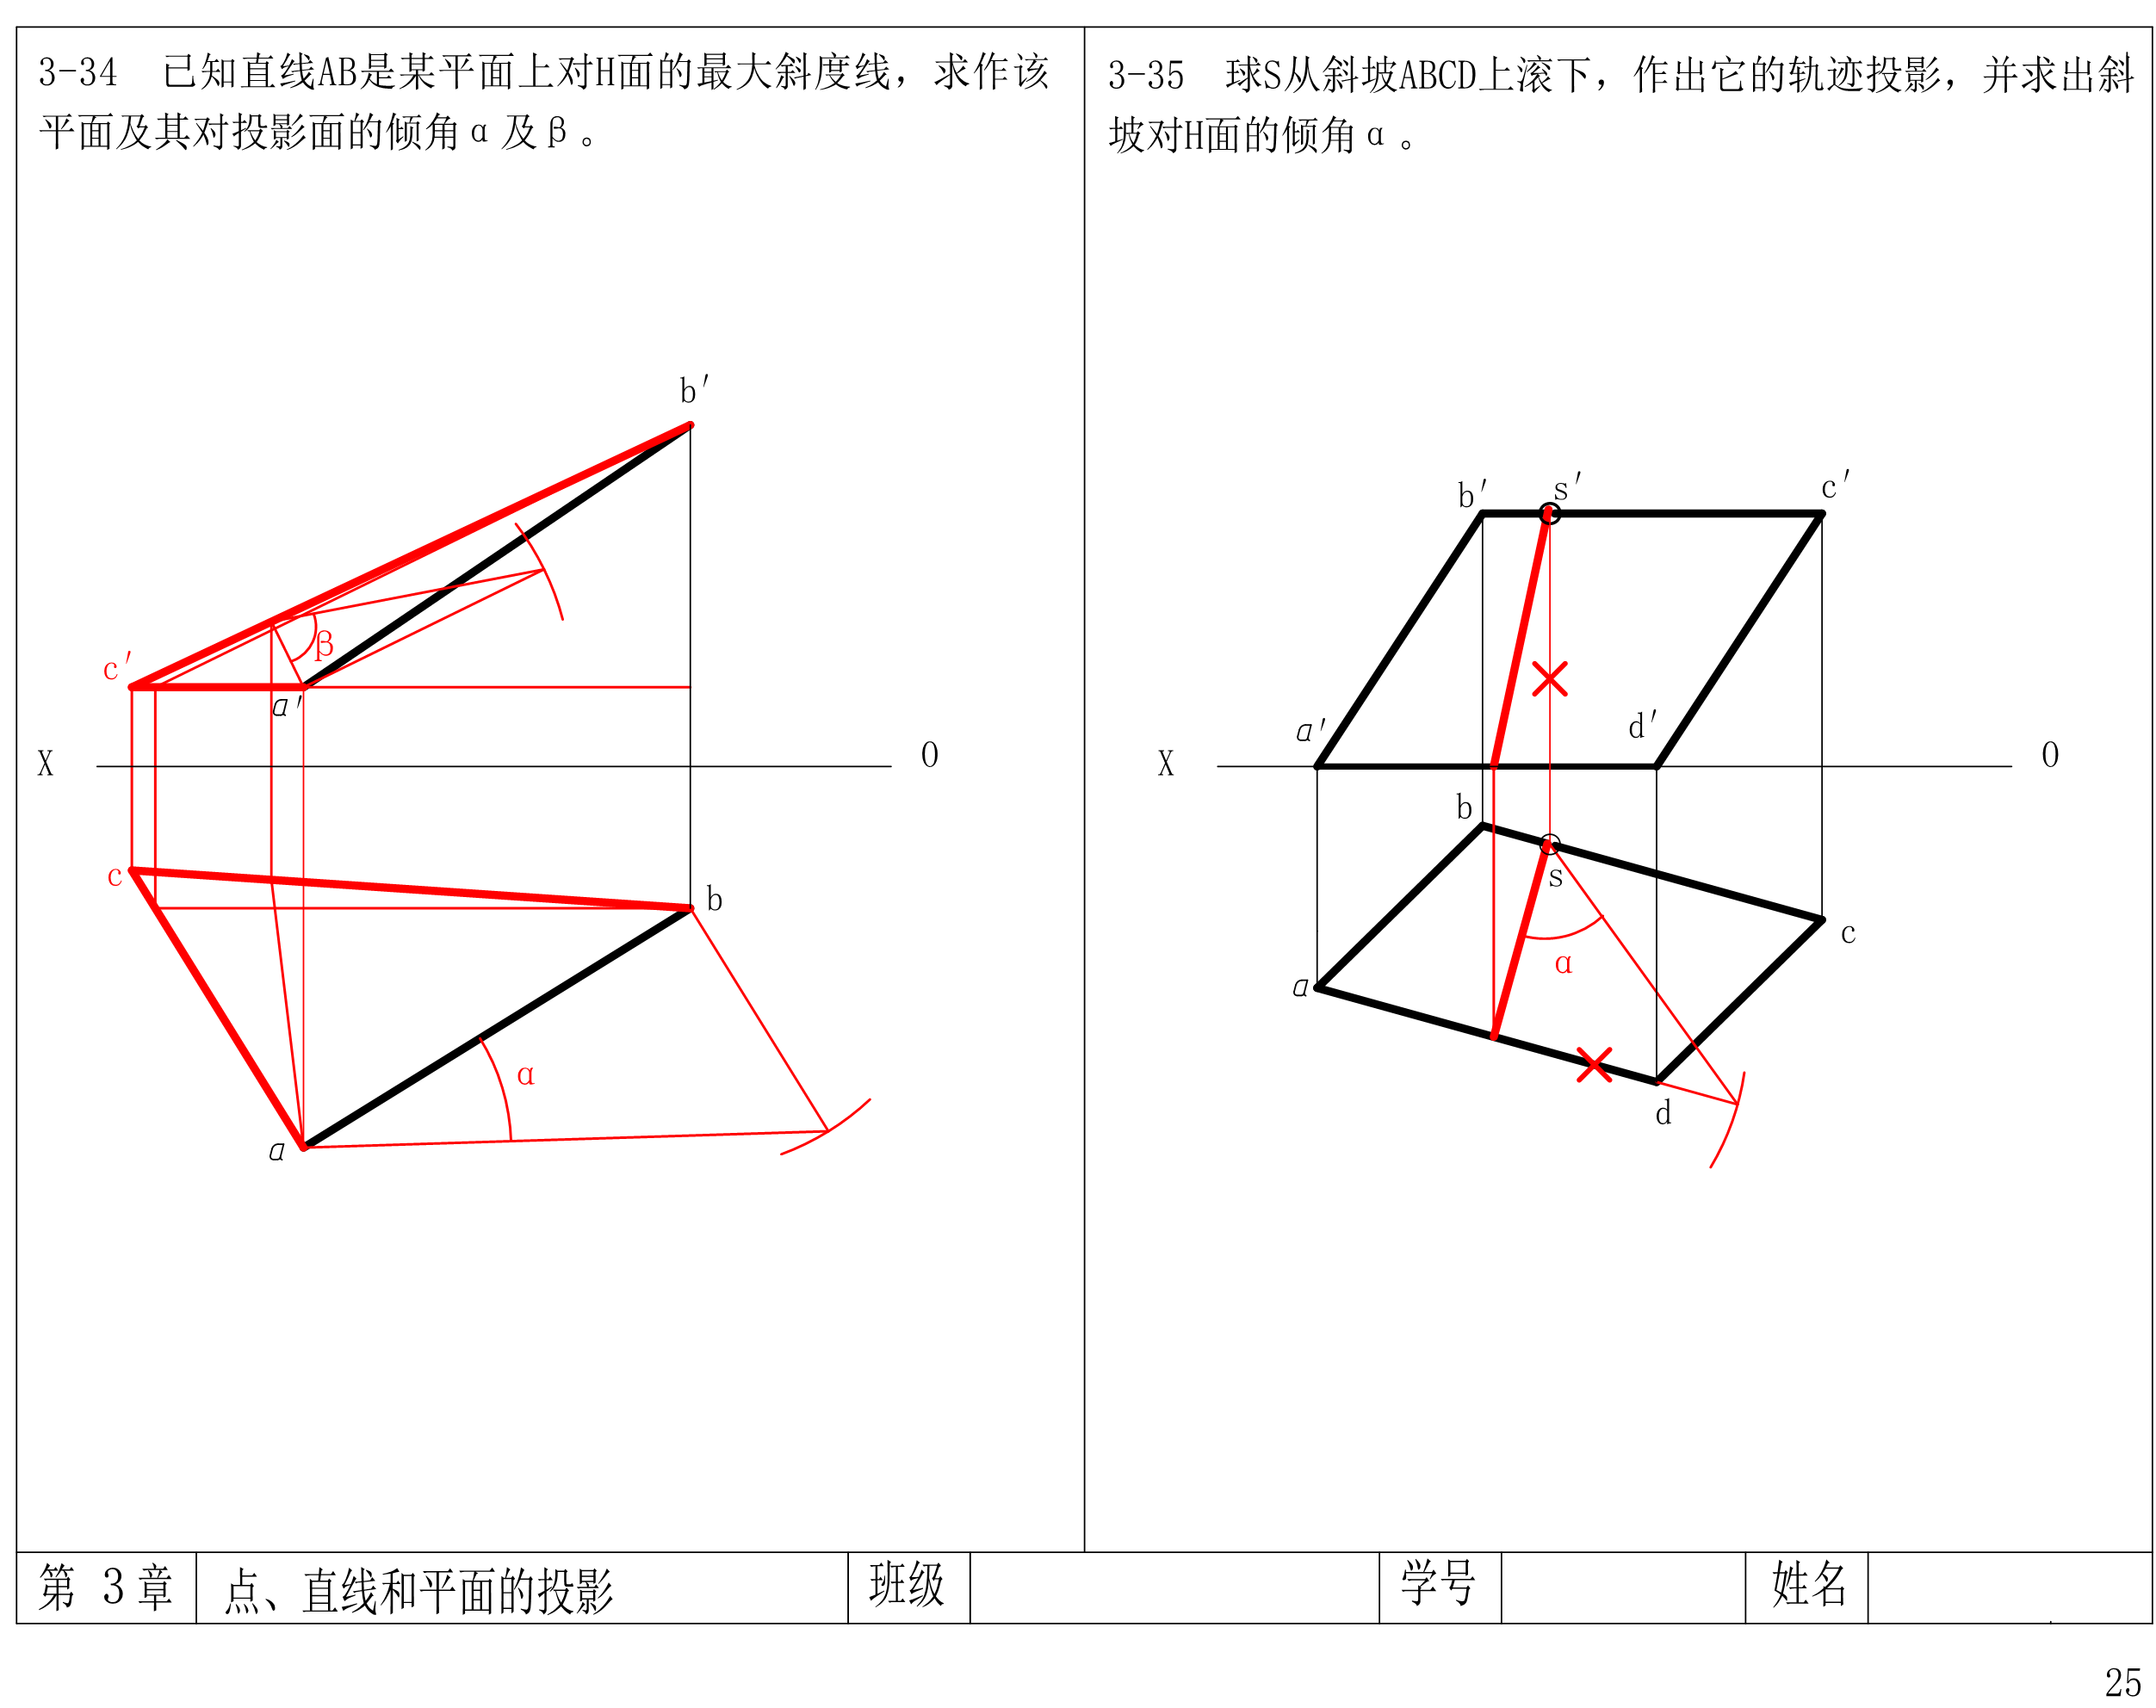 3-34 已知直线AB是某平面上对H面的最大斜度线，求作该
平面及其对投影面的倾角α及β。
b′
β
c′
a′
X
O
c
b
α
a
3-35 球S从斜坡ABCD上滚下，作出它的轨迹投影，并求出斜
坡对H面的倾角α。
b′
s′
c′
a′
d′
X
O
b
s
c
α
a
d
第 3 章
点、直线和平面的投影
班级
学号
姓名
25